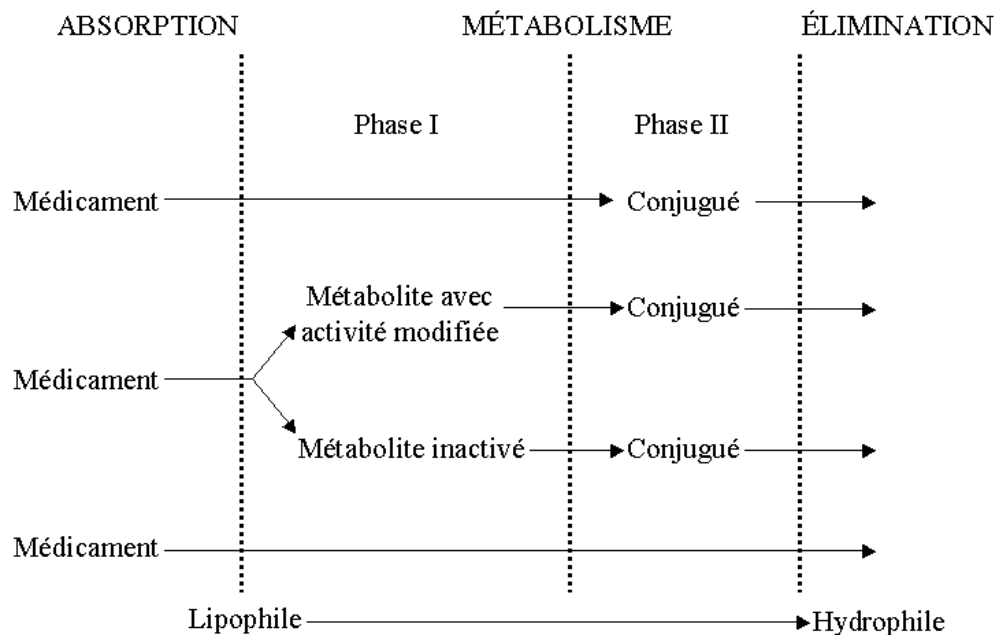 ABSORPTION MÉTABOLISME ÉLIMINATION
Phase I Phase II
Médicament Conjugué
Métabolite avec
activité modifiée
Conjugué
Médicament
Métabolite inactivé Conjugué
Médicament
Lipophile Hydrophile